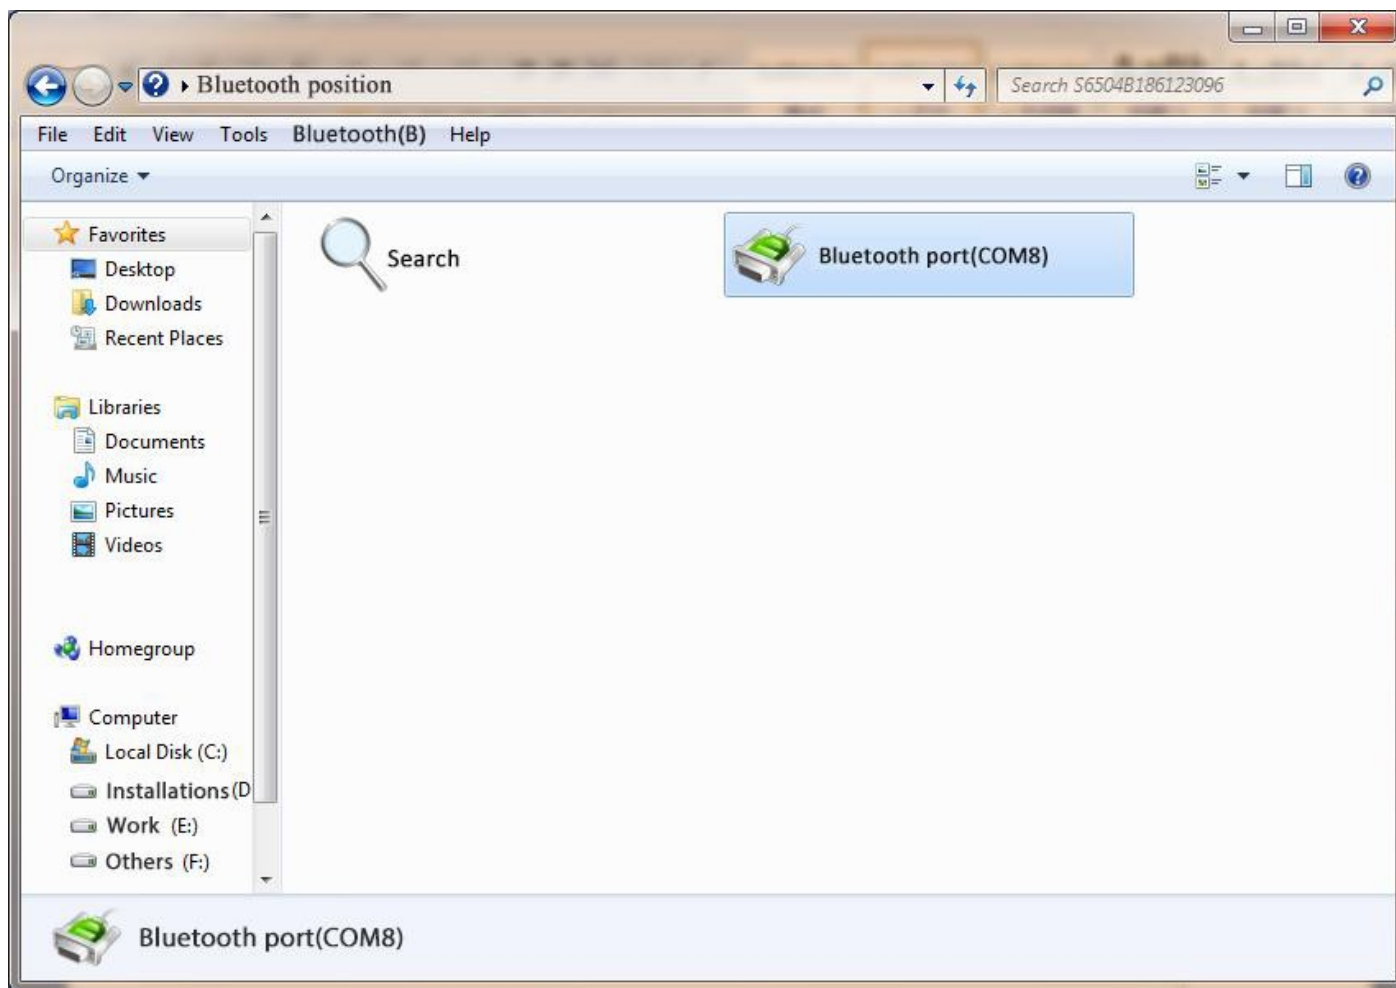 Bluetooth position
Search S6504B186123096
File Edit View Tools Bluetooth(B) Help
Organize
Favorites
Desktop
Downloads
Recent Places
Libraries
Documents
Music
Pictures
Videos
Homegroup
Computer
Local Disk (C:)
Installations(D
Work (E:)
Others (F:)
Search
Bluetooth port(COM8)
Bluetooth port(COM8)